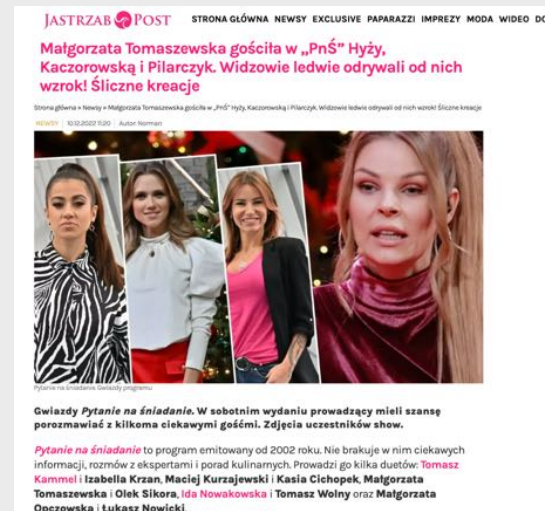 JASTRZAB POST
STRONA GŁÓWNA NEWSY EXCLUSIVE PAPARAZZI IMPREZY MODA WIDEO DO
Małgorzata Tomaszewska gościła w „PnŚ” Hyży,
Kaczorowską i Pilarczyk. Widzowie ledwie odrywali od nich
wzrok! Śliczne kreacje
Strona główna » Newsy » Małgorzata Tomaszewska gościła w „PnŚ” Hyży, Kaczorowską i Pilarczyk. Widzowie ledwie odrywali od nich wzrok! Śliczne kreacje
NEWSY | 10.12.2022 11:20 | Autor: Norman
Pytanie na śniadanie. Gwiazdy programu
Gwiazdy Pytanie na śniadanie. W sobotnim wydaniu prowadzący mieli szansę
porozmawiać z kilkoma ciekawymi gośćmi. Zdjęcia uczestników show.
Pytanie na śniadanie to program emitowany od 2002 roku. Nie brakuje w nim ciekawych
informacji, rozmów z ekspertami i porad kulinarnych. Prowadzi go kilka duetów: Tomasz
Kammel i Izabella Krzan, Maciej Kurzajewski i Kasia Cichopek, Małgorzata
Tomaszewska i Olek Sikora, Ida Nowakowska i Tomasz Wolny oraz Małgorzata
Opczowska i Łukasz Nowicki.